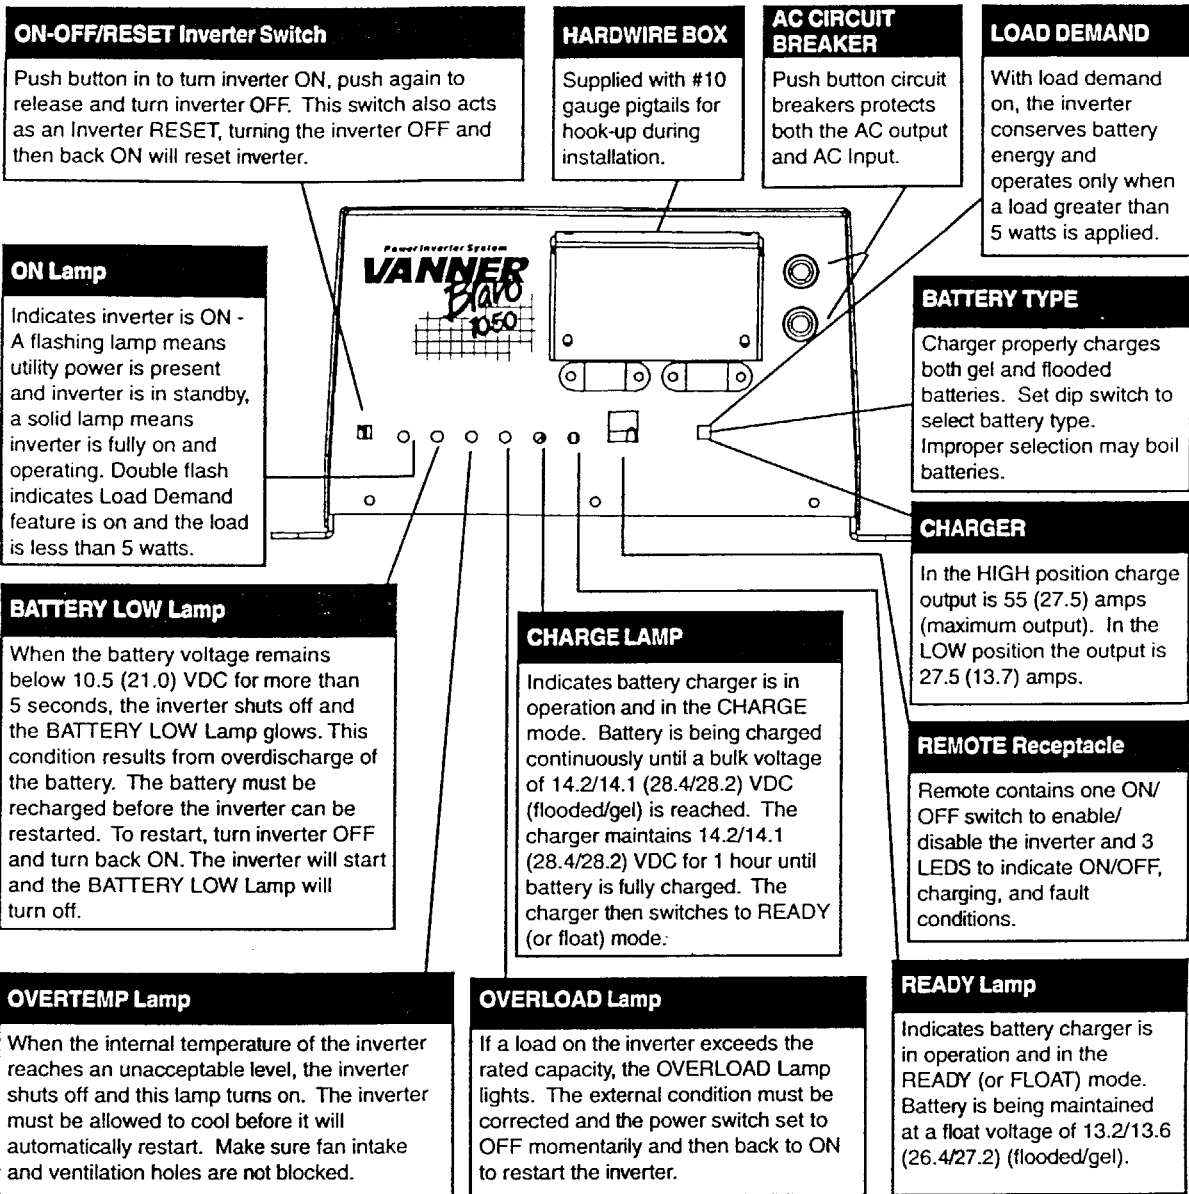 ON-OFF/RESET Inverter Switch
Push button in to turn inverter ON, push again to
release and turn inverter OFF. This switch also acts
as an Inverter RESET, turning the inverter OFF and
then back ON will reset inverter.
HARDWIRE BOX
Supplied with #10
gauge pigtails for
hook-up during
installation.
AC CIRCUIT
BREAKER
Push button circuit
breakers protects
both the AC output
and AC Input.
LOAD DEMAND
With load demand
on, the inverter
conserves battery
energy and
operates only when
a load greater than
5 watts is applied.
Power Inverter System
VANNER
Bravo
1050
ON Lamp
Indicates inverter is ON -
A flashing lamp means
utility power is present
and inverter is in standby,
a solid lamp means
inverter is fully on and
operating. Double flash
indicates Load Demand
feature is on and the load
is less than 5 watts.
BATTERY TYPE
Charger properly charges
both gel and flooded
batteries. Set dip switch to
select battery type.
Improper selection may boil
batteries.
CHARGER
In the HIGH position charge
output is 55 (27.5) amps
(maximum output). In the
LOW position the output is
27.5 (13.7) amps.
BATTERY LOW Lamp
When the battery voltage remains
below 10.5 (21.0) VDC for more than
5 seconds, the inverter shuts off and
the BATTERY LOW Lamp glows. This
condition results from overdischarge of
the battery. The battery must be
recharged before the inverter can be
restarted. To restart, turn inverter OFF
and turn back ON. The inverter will start
and the BATTERY LOW Lamp will
turn off.
CHARGE LAMP
Indicates battery charger is in
operation and in the CHARGE
mode. Battery is being charged
continuously until a bulk voltage
of 14.2/14.1 (28.4/28.2) VDC
(flooded/gel) is reached. The
charger maintains 14.2/14.1
(28.4/28.2) VDC for 1 hour until
battery is fully charged. The
charger then switches to READY
(or float) mode.
REMOTE Receptacle
Remote contains one ON/
OFF switch to enable/
disable the inverter and 3
LEDS to indicate ON/OFF,
charging, and fault
conditions.
OVERTEMP Lamp
When the internal temperature of the inverter
reaches an unacceptable level, the inverter
shuts off and this lamp turns on. The inverter
must be allowed to cool before it will
automatically restart. Make sure fan intake
and ventilation holes are not blocked.
OVERLOAD Lamp
If a load on the inverter exceeds the
rated capacity, the OVERLOAD Lamp
lights. The external condition must be
corrected and the power switch set to
OFF momentarily and then back to ON
to restart the inverter.
READY Lamp
Indicates battery charger is
in operation and in the
READY (or FLOAT) mode.
Battery is being maintained
at a float voltage of 13.2/13.6
(26.4/27.2) (flooded/gel).